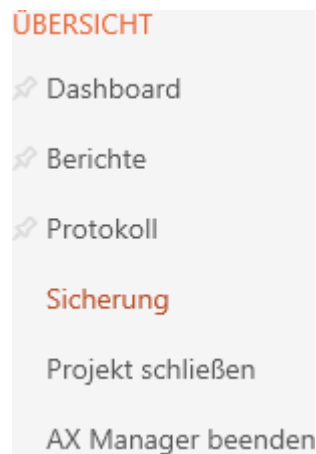 ÜBERSICHT
Dashboard
Berichte
Protokoll
Sicherung
Projekt schließen
AX Manager beenden